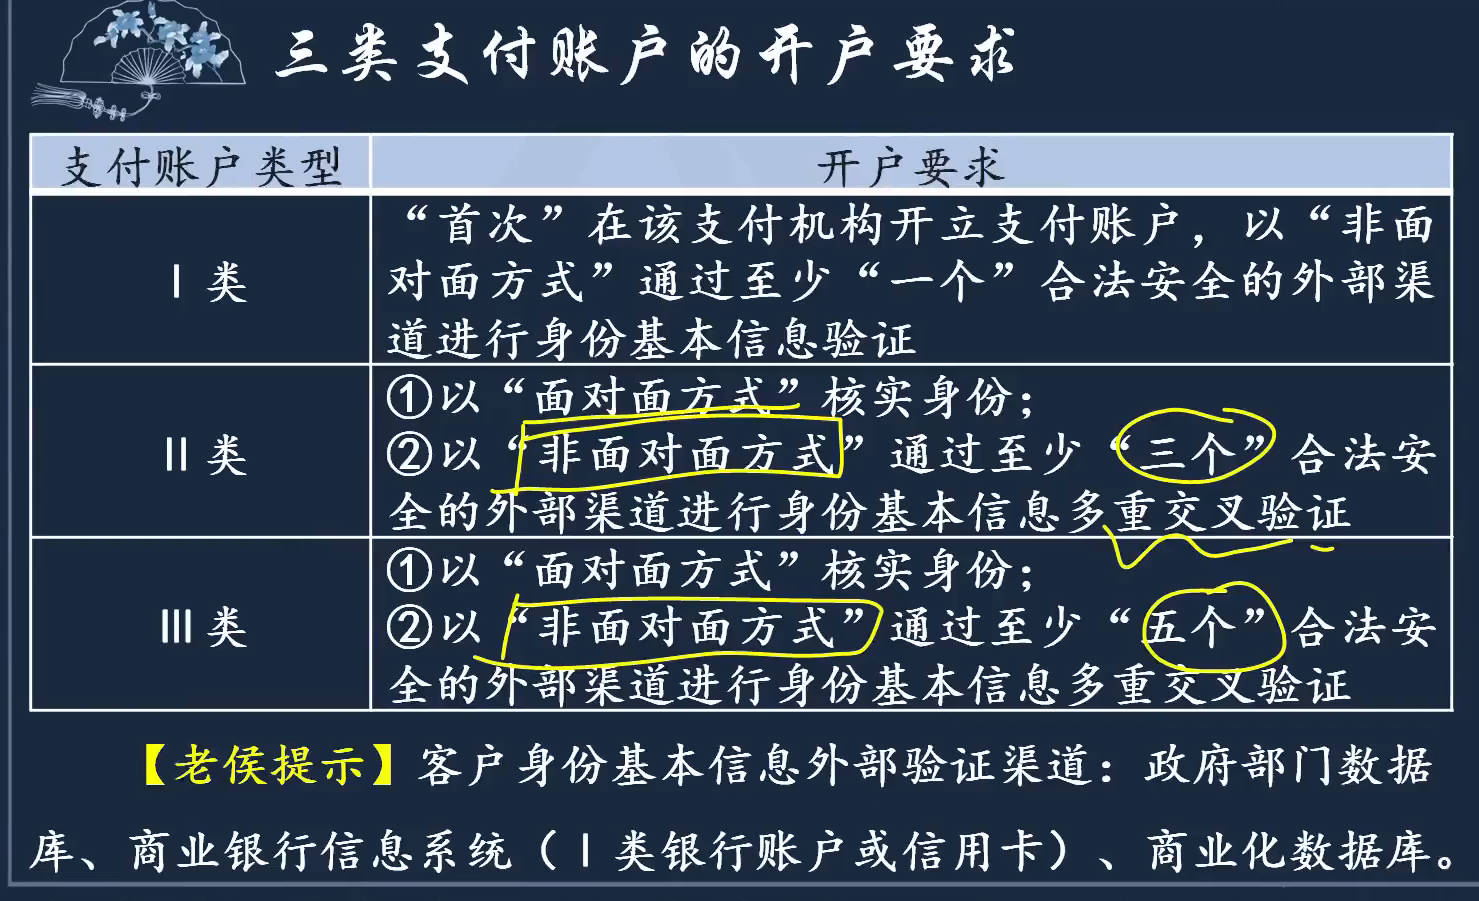 三类支付账户的开户要求
支付账户类型 开户要求
Ⅰ类
“首次”在该支付机构开立支付账户，以“非面
对面方式”通过至少“一个”合法安全的外部渠
道进行身份基本信息验证
Ⅱ类
①以“面对面方式”核实身份；
②以“非面对面方式”通过至少“三个”合法安
全的外部渠道进行身份基本信息多重交叉验证
Ⅲ类
①以“面对面方式”核实身份；
②以“非面对面方式”通过至少“五个”合法安
全的外部渠道进行身份基本信息多重交叉验证
【老侯提示】客户身份基本信息外部验证渠道：政府部门数据
库、商业银行信息系统（Ⅰ类银行账户或信用卡）、商业化数据库。